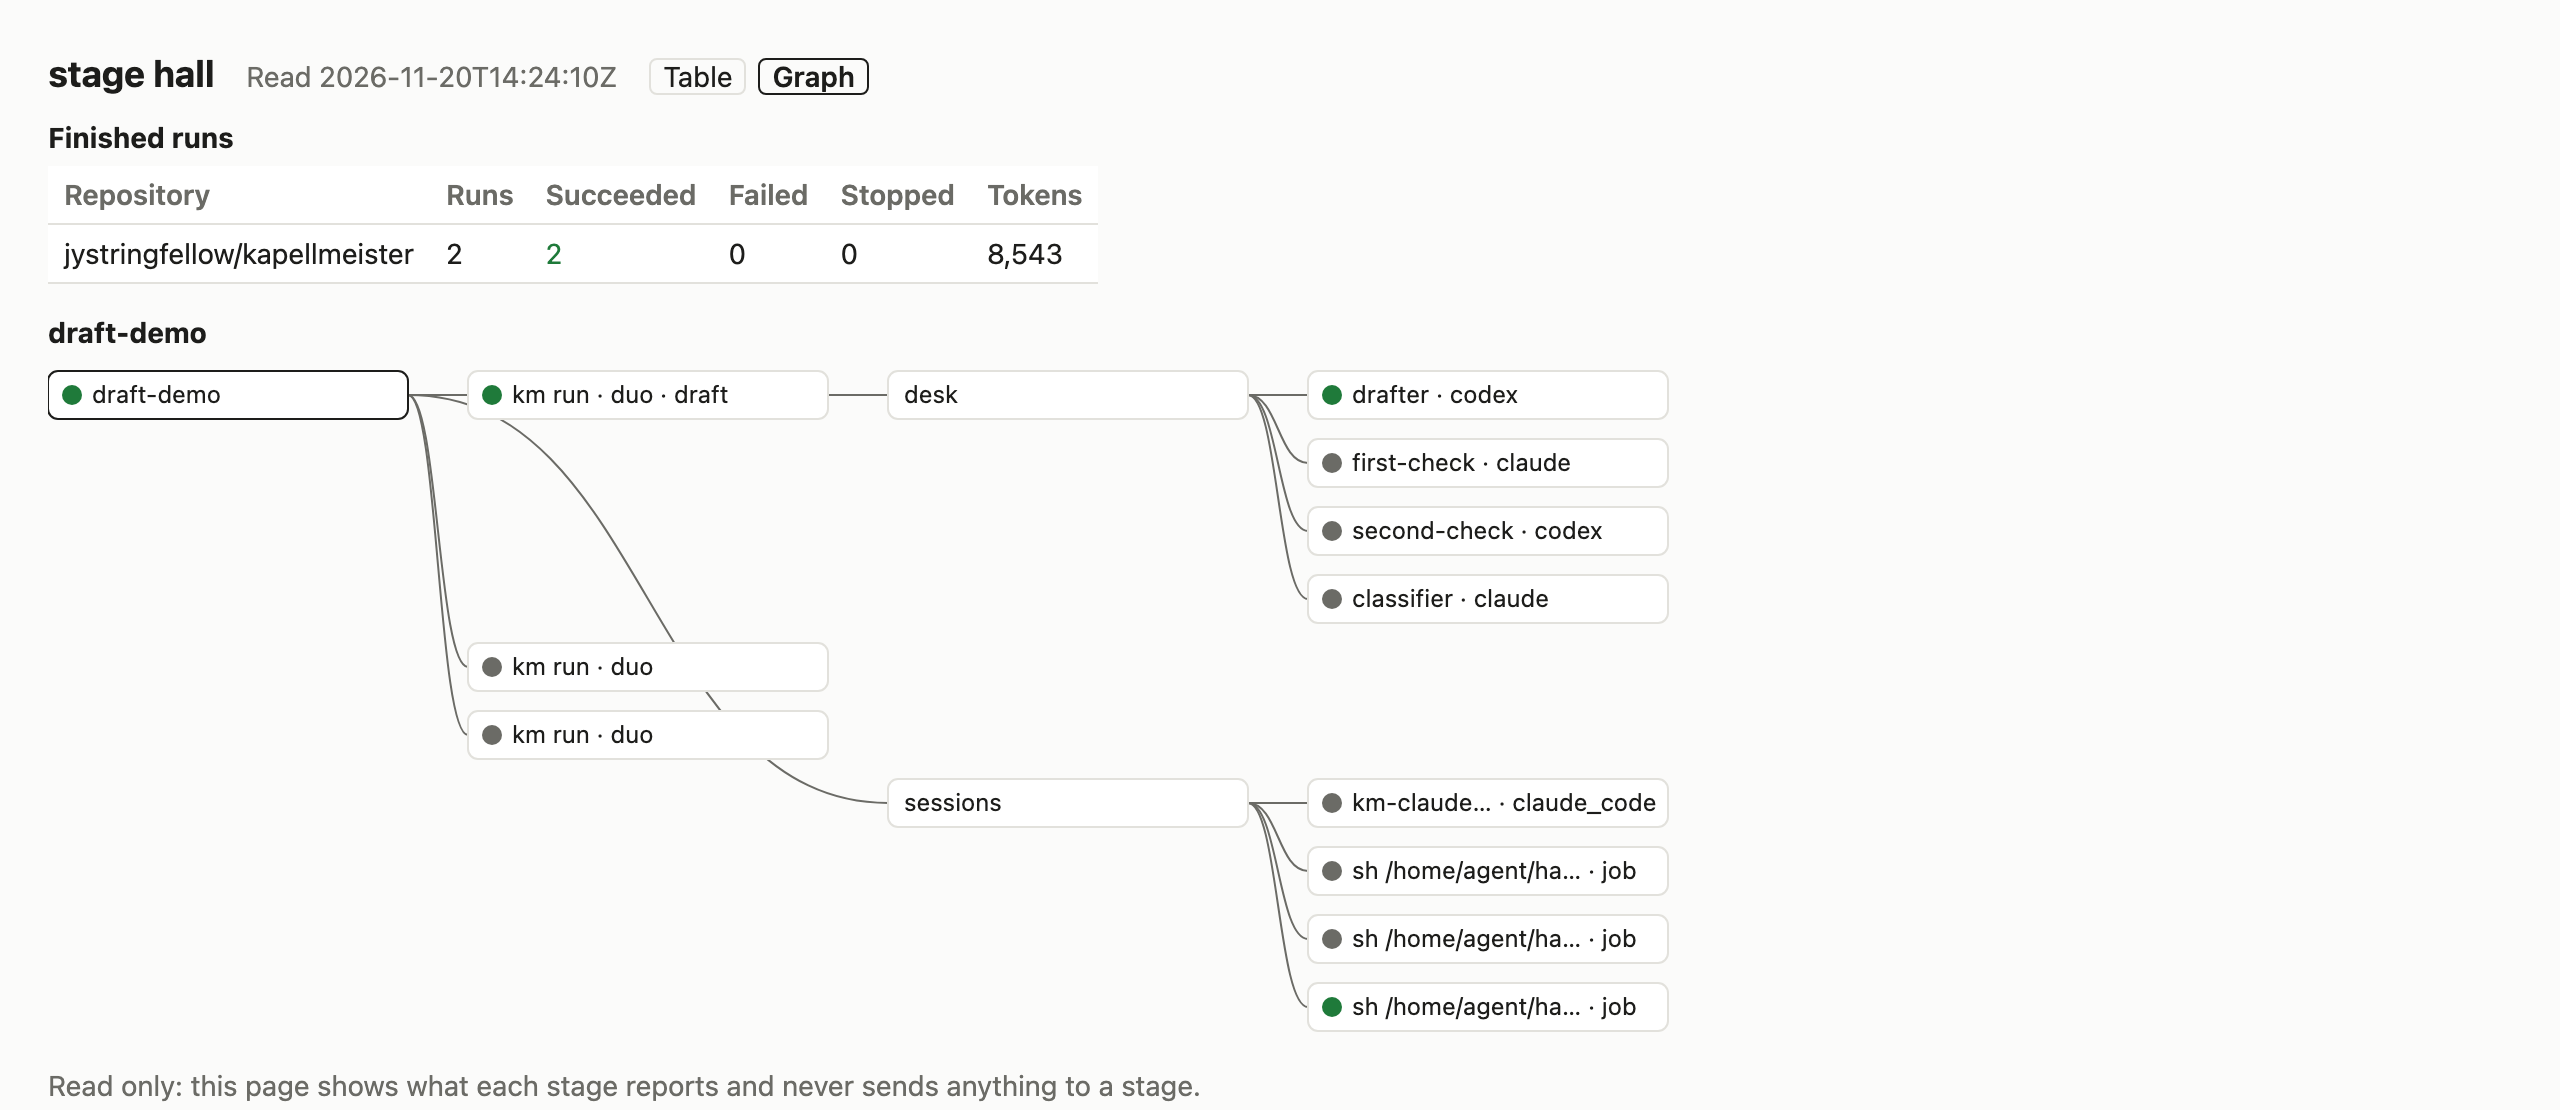 stage hall Read 2026-11-20T14:24:10Z Table Graph
Finished runs
Repository Runs Succeeded Failed Stopped Tokens
jystringfellow/kapellmeister 2 2 0 0 8,543
draft-demo
draft-demo km run · duo · draft desk drafter · codex
first-check · claude
second-check · codex
classifier · claude
km run · duo
km run · duo
sessions km-claude... · claude_code
sh /home/agent/ha... · job
sh /home/agent/ha... · job
sh /home/agent/ha... · job
Read only: this page shows what each stage reports and never sends anything to a stage.